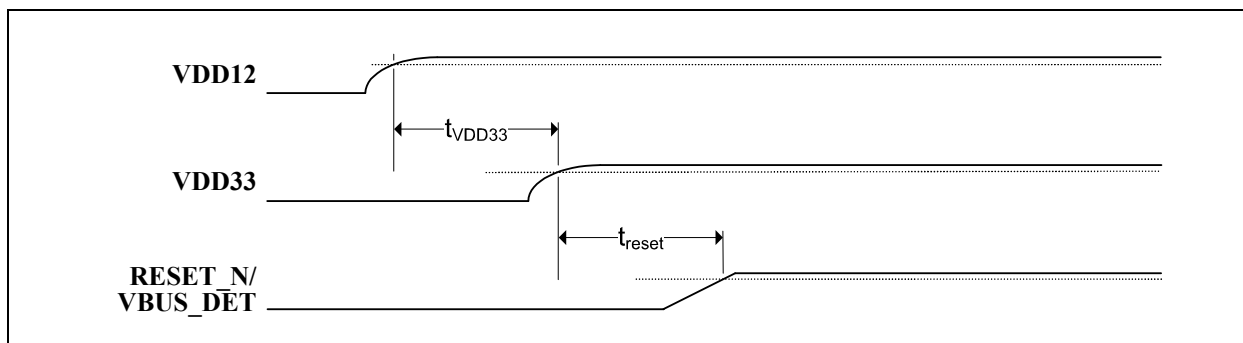 VDD12
tVDD33
VDD33
treset
RESET_N/
VBUS_DET